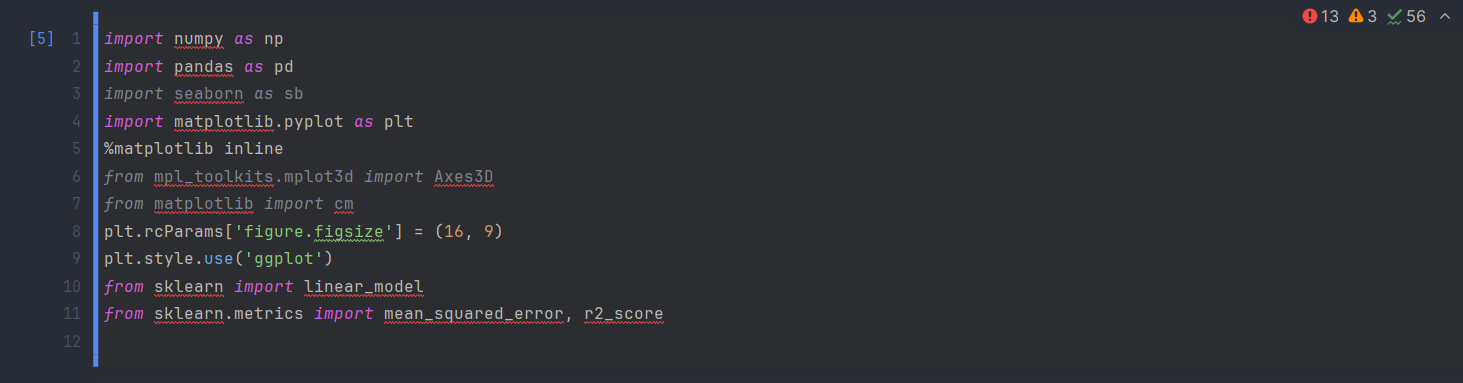 13 3 56
[5] 1 import numpy as np
2 import pandas as pd
3 import seaborn as sb
4 import matplotlib.pyplot as plt
5 %matplotlib inline
6 from mpl_toolkits.mplot3d import Axes3D
7 from matplotlib import cm
8 plt.rcParams['figure.figsize'] = (16, 9)
9 plt.style.use('ggplot')
10 from sklearn import linear_model
11 from sklearn.metrics import mean_squared_error, r2_score
12